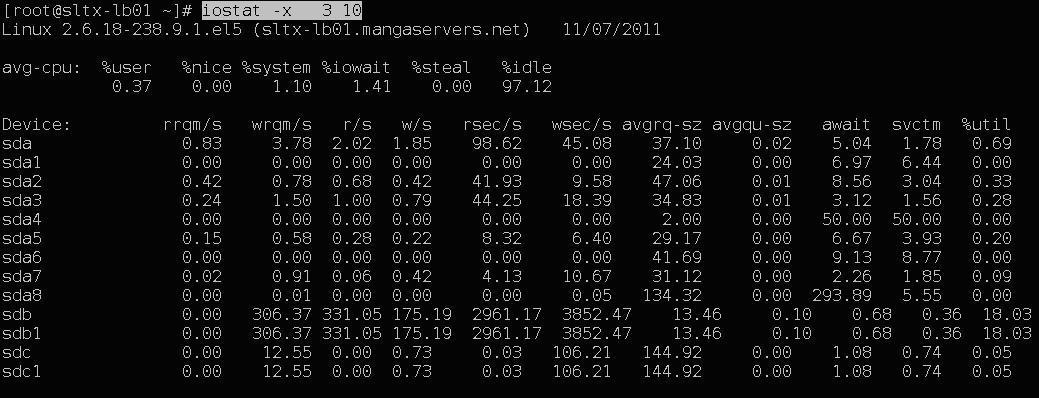 [root@sltx-lb01 ~]# iostat -x   3 10
Linux 2.6.18-238.9.1.el5 (sltx-lb01.mangaservers.net)   11/07/2011
avg-cpu:  %user   %nice %system %iowait  %steal   %idle
0.37    0.00    1.10    1.41    0.00   97.12
Device:         rrqm/s   wrqm/s   r/s   w/s   rsec/s   wsec/s avgrq-sz avgqu-sz   await  svctm  %util
sda               0.83     3.78  2.02  1.85    98.62    45.08    37.10     0.02    5.04   1.78   0.69
sda1              0.00     0.00  0.00  0.00     0.00     0.00    24.03     0.00    6.97   6.44   0.00
sda2              0.42     0.78  0.68  0.42    41.93     9.58    47.06     0.01    8.56   3.04   0.33
sda3              0.24     1.50  1.00  0.79    44.25    18.39    34.83     0.01    3.12   1.56   0.28
sda4              0.00     0.00  0.00  0.00     0.00     0.00     2.00     0.00   50.00  50.00   0.00
sda5              0.15     0.58  0.28  0.22     8.32     6.40    29.17     0.00    6.67   3.93   0.20
sda6              0.00     0.00  0.00  0.00     0.00     0.00    41.69     0.00    9.13   8.77   0.00
sda7              0.02     0.91  0.06  0.42     4.13    10.67    31.12     0.00    2.26   1.85   0.09
sda8              0.00     0.01  0.00  0.00     0.00     0.05   134.32     0.00  293.89   5.55   0.00
sdb               0.00   306.37 331.05 175.19  2961.17  3852.47    13.46     0.10    0.68   0.36  18.03
sdb1              0.00   306.37 331.05 175.19  2961.17  3852.47    13.46     0.10    0.68   0.36  18.03
sdc               0.00    12.55  0.00  0.73     0.03   106.21   144.92     0.00    1.08   0.74   0.05
sdc1              0.00    12.55  0.00  0.73     0.03   106.21   144.92     0.00    1.08   0.74   0.05